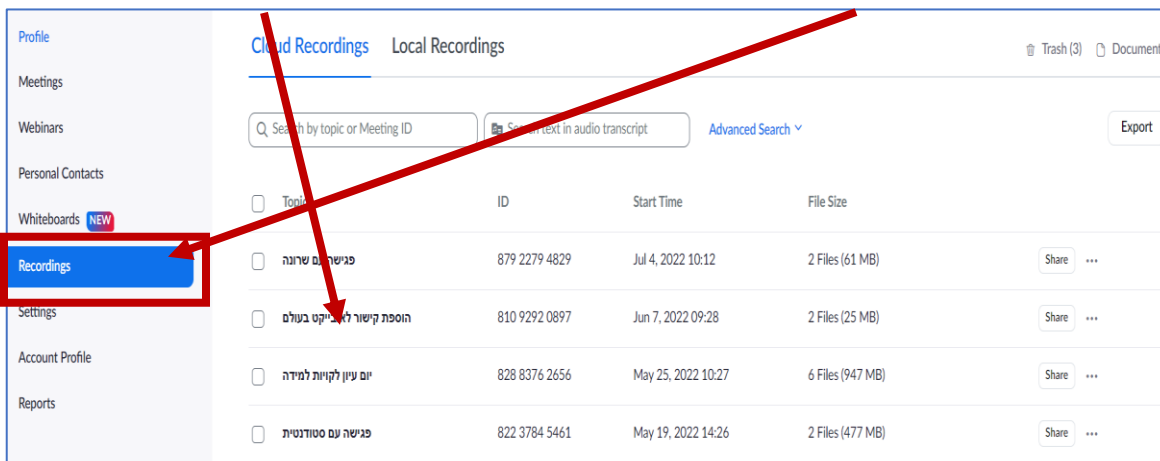 Profile
Meetings
Webinars
Personal Contacts
Whiteboards NEW
Recordings
Settings
Account Profile
Reports
Cloud Recordings Local Recordings Trash (3) Document
Search by topic or Meeting ID Search text in audio transcript Advanced Search Export
Topic ID Start Time File Size
פגישה עם שרונה 879 2279 4829 Jul 4, 2022 10:12 2 Files (61 MB) Share
הוספת קישור לאובייקט בעולם 810 9292 0897 Jun 7, 2022 09:28 2 Files (25 MB) Share
יום עיון לקויות למידה 828 8376 2656 May 25, 2022 10:27 6 Files (947 MB) Share
פגישה עם סטודנטית 822 3784 5461 May 19, 2022 14:26 2 Files (477 MB) Share